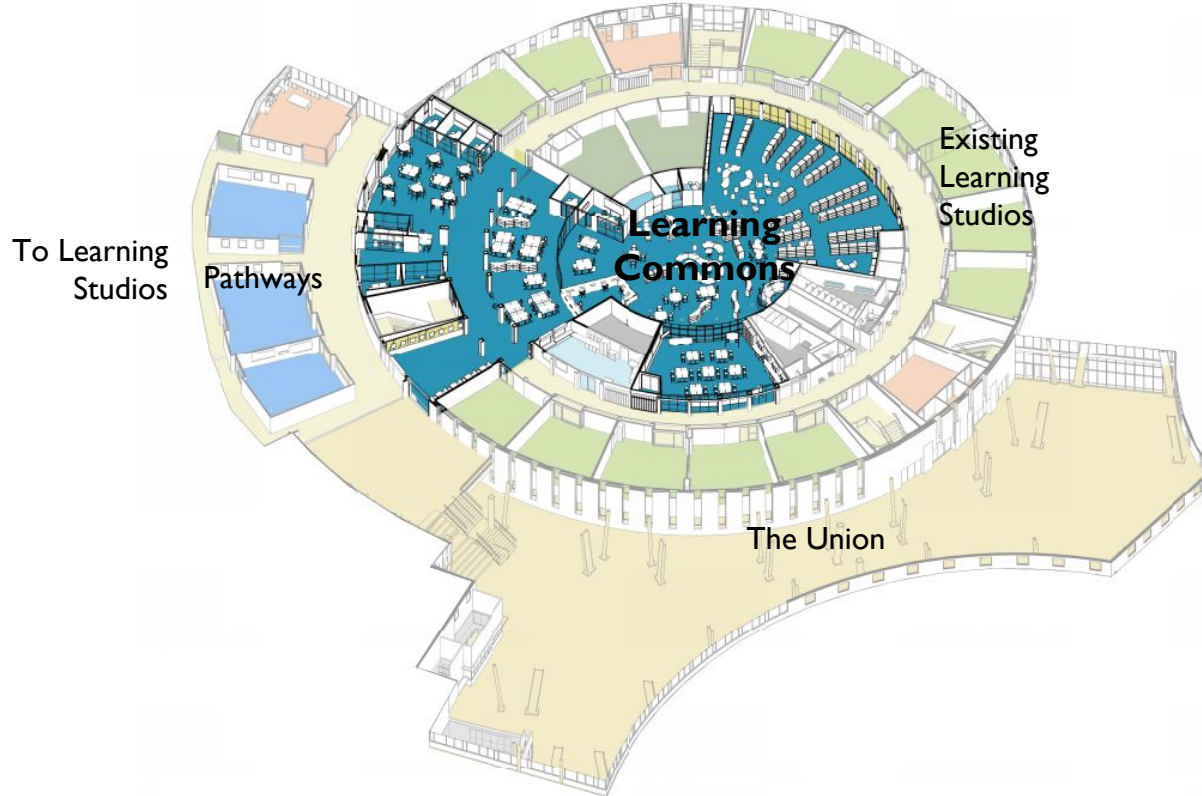 Existing
Learning
Studios
Learning
Commons
To Learning
Studios
Pathways
The Union